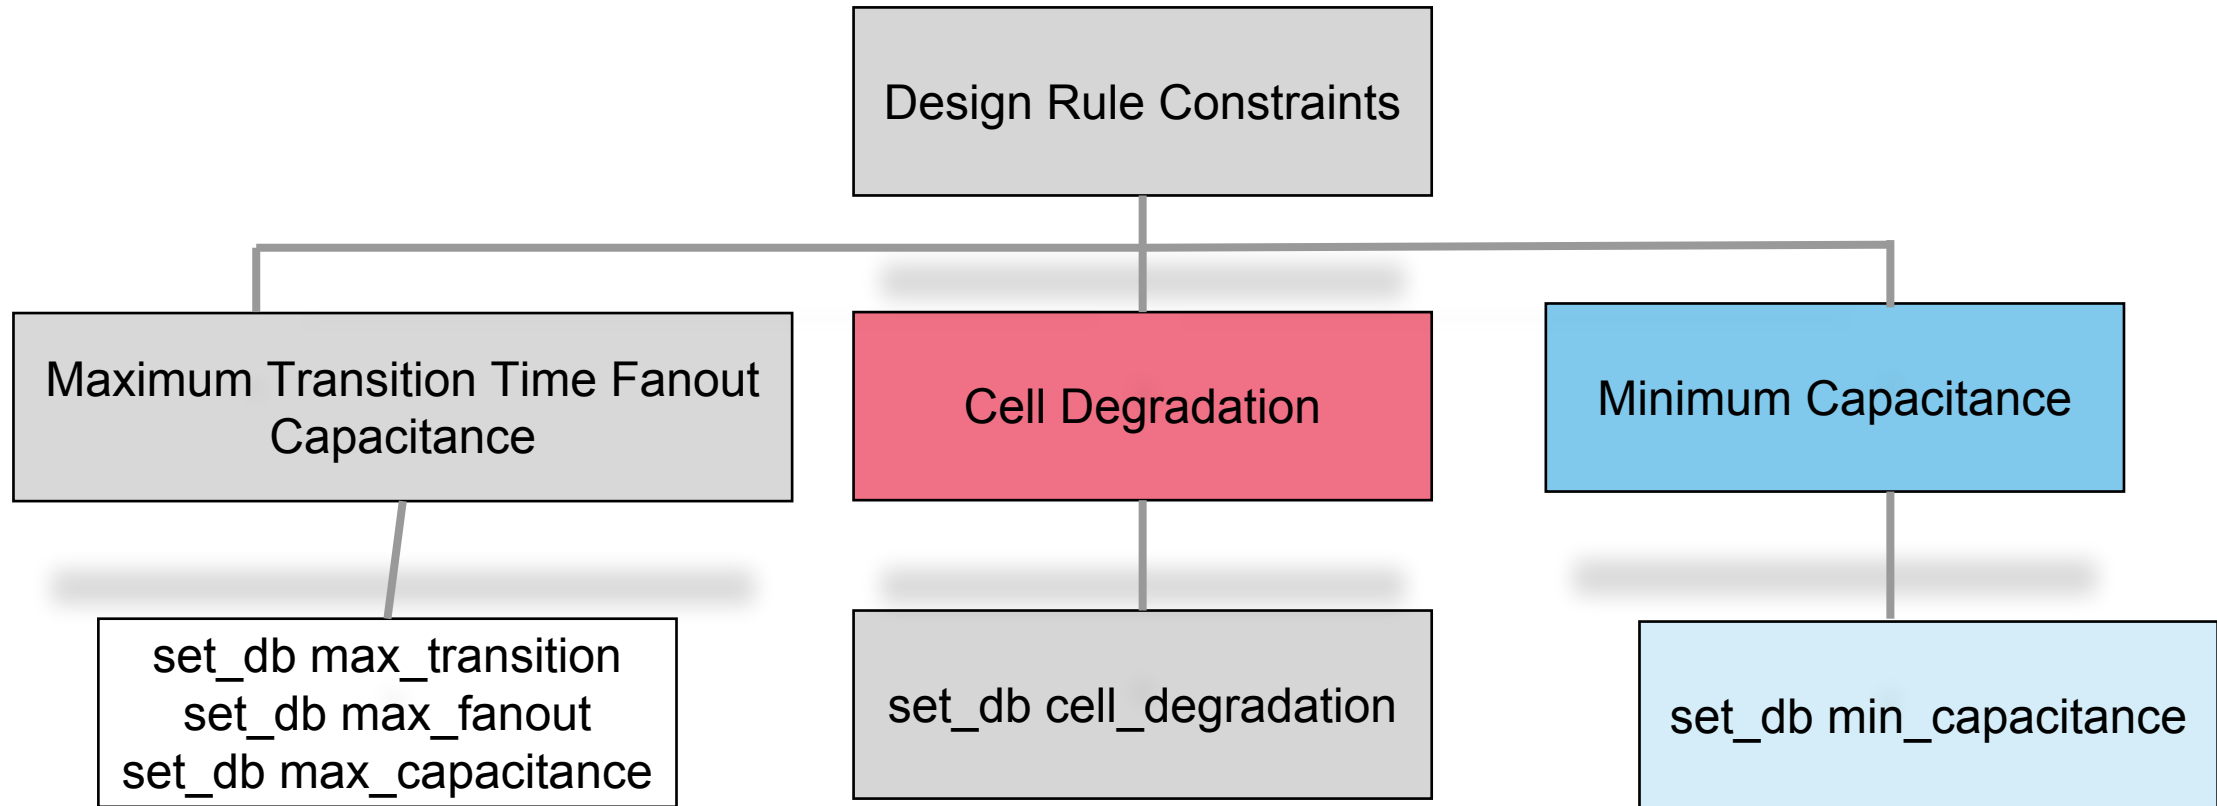 Design Rule Constraints
Maximum Transition Time Fanout
Capacitance
Cell Degradation
Minimum Capacitance
set_db max_transition
set_db max_fanout
set_db max_capacitance
set_db cell_degradation
set_db min_capacitance